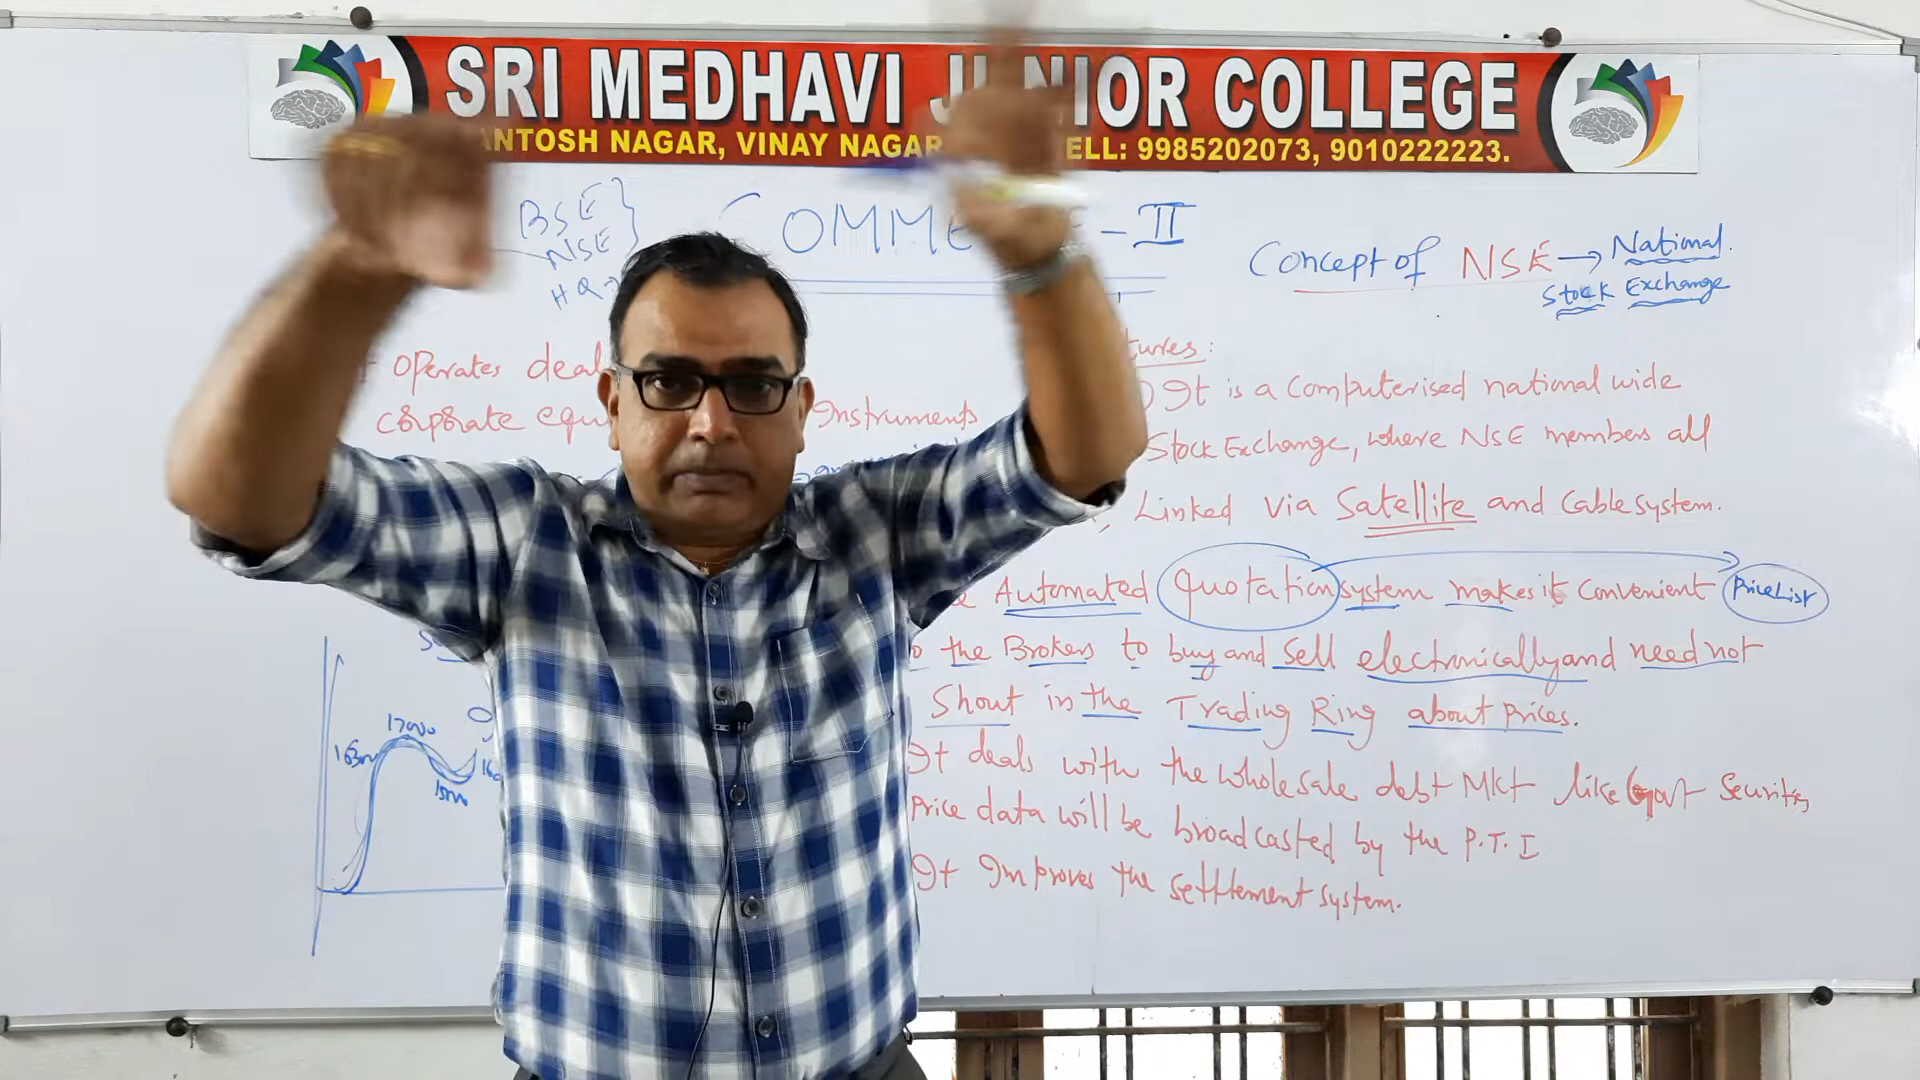 SRI MEDHAVI JUNIOR COLLEGE
ANTOSH NAGAR, VINAY NAGAR
ELL: 9985202073, 9010222223.
BSE
NSE
HQ →
COMME - II
Concept of NSE → National
Stock Exchange
tures:
Operates deal
corporate equ Instruments
It is a Computerised national wide
Stock Exchange, where NSE members all
Linked via Satellite and Cable system.
Automated Quotation system makes it convenient Price List
o the Brokers to buy and Sell electronically and need not
Shout in the Trading Ring about prices.
It deals with the wholesale debt Mkt like Govt Securities
Price data will be broadcasted by the P.T.I
It Improves the settlement system.
17000